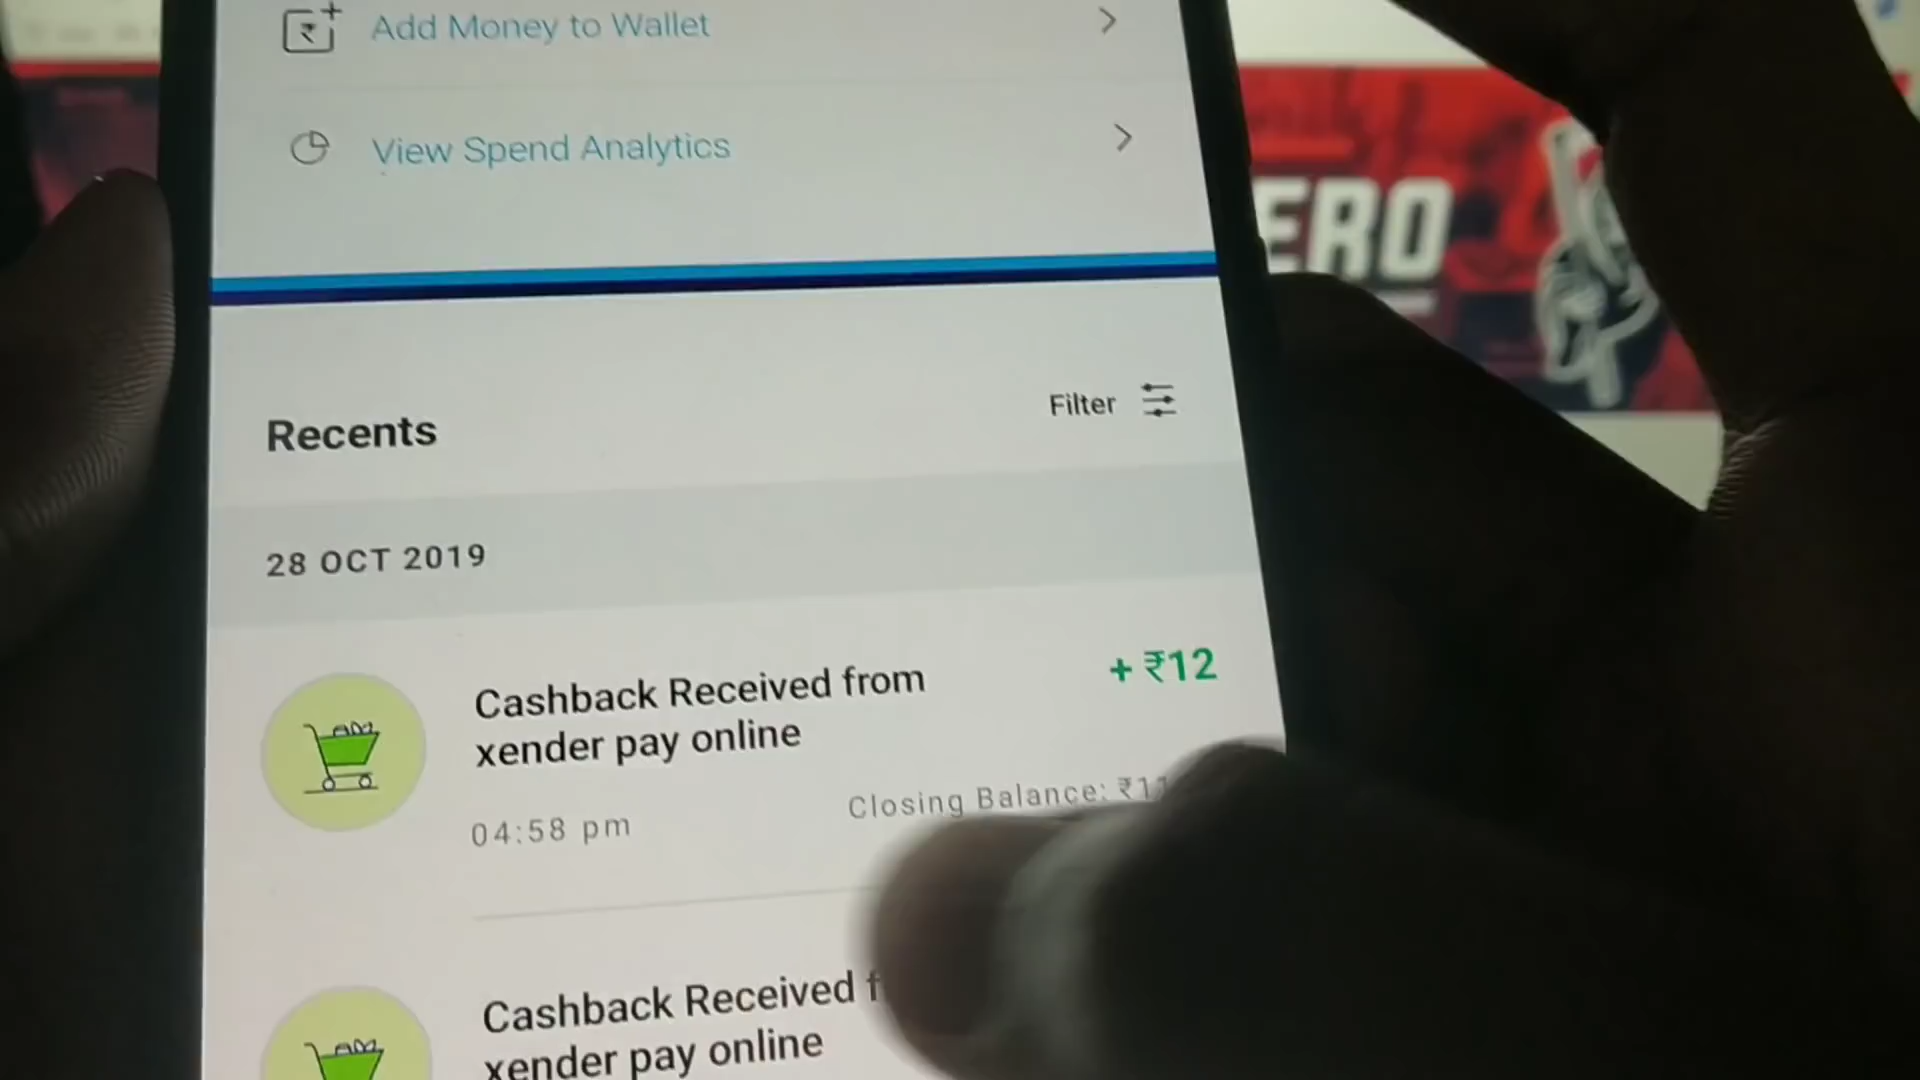 Add Money to Wallet
View Spend Analytics
ERO
Recents
Filter
28 OCT 2019
Cashback Received from
xender pay online
+ ₹12
04:58 pm
Closing Balance:
Cashback Received
xender pay online